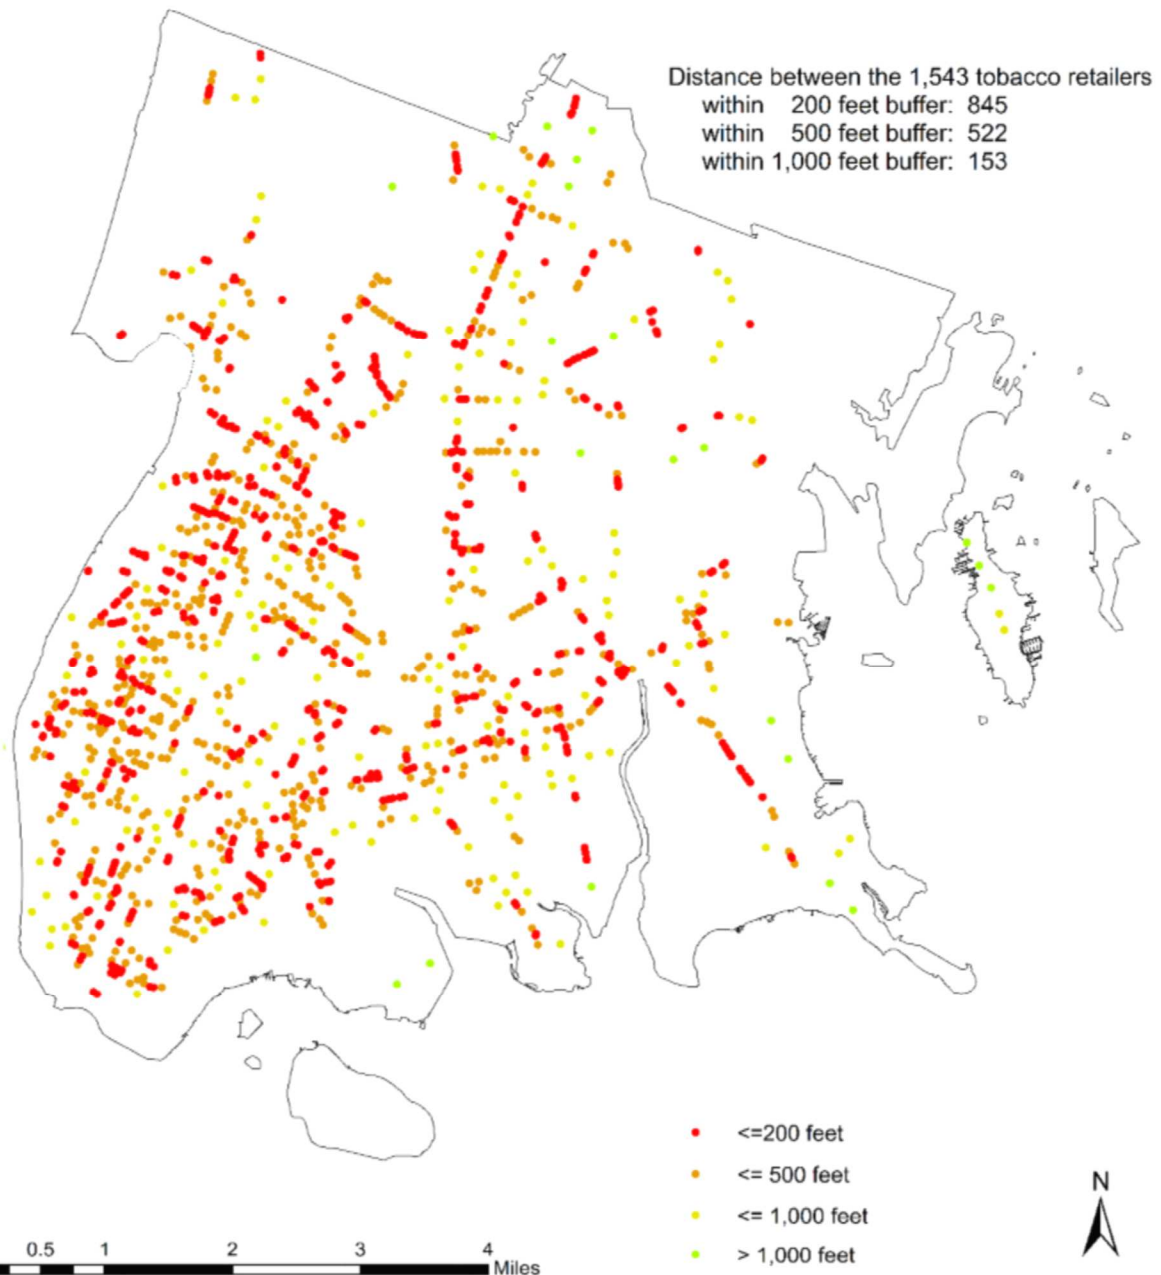 Distance between the 1,543 tobacco retailers
within 200 feet buffer: 845
within 500 feet buffer: 522
within 1,000 feet buffer: 153
<=200 feet
<= 500 feet
<= 1,000 feet
> 1,000 feet
N
0.5 1 2 3 4
Miles